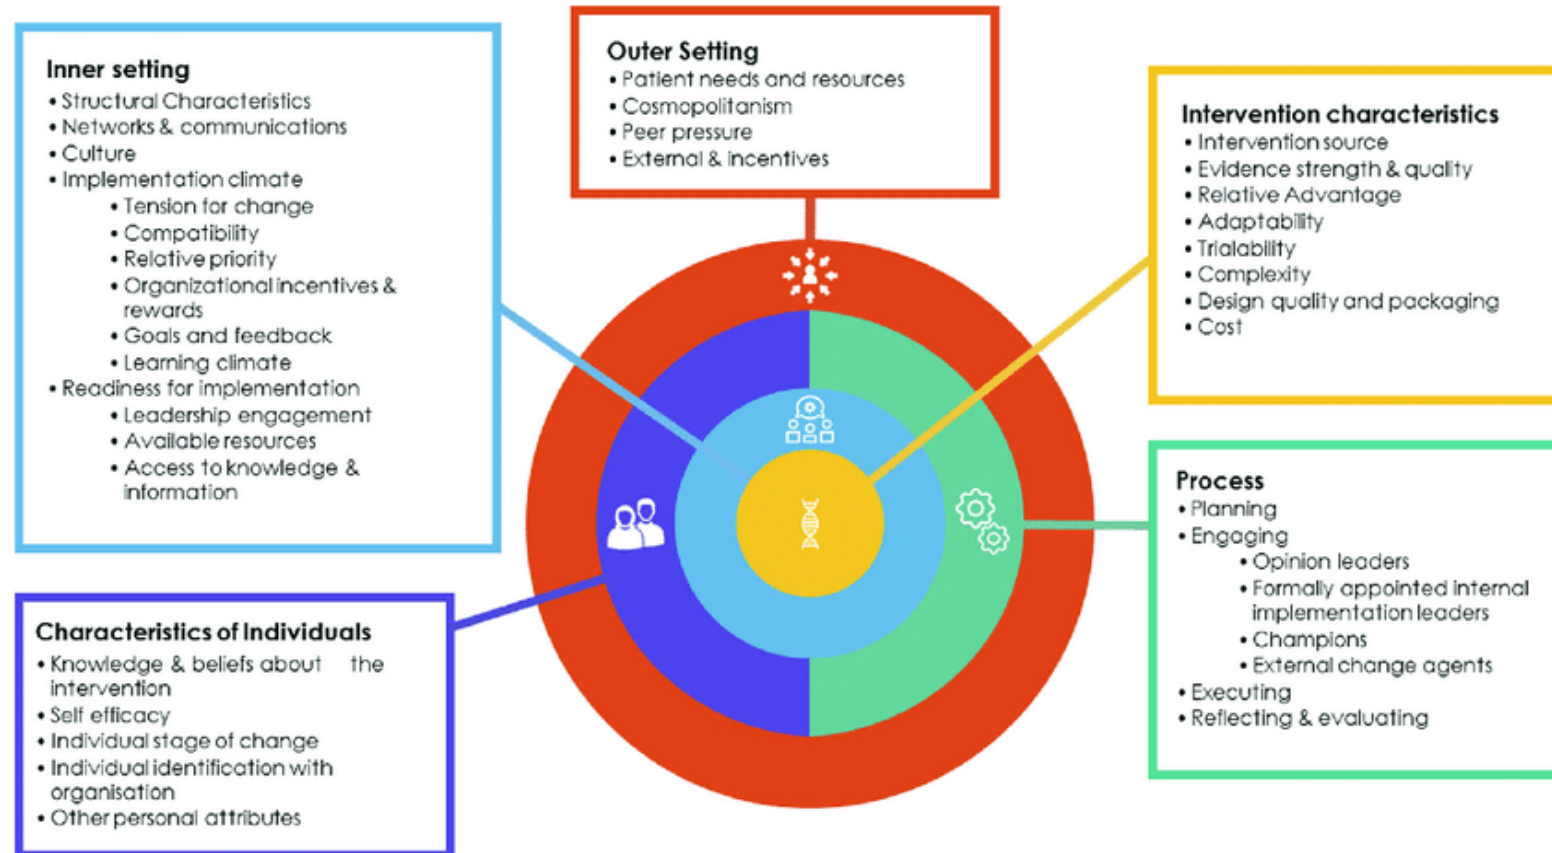 Inner setting
• Structural Characteristics
• Networks & communications
• Culture
• Implementation climate
• Tension for change
• Compatibility
• Relative priority
• Organizational incentives &
rewards
• Goals and feedback
• Learning climate
• Readiness for implementation
• Leadership engagement
• Available resources
• Access to knowledge &
information
Outer Setting
• Patient needs and resources
• Cosmopolitanism
• Peer pressure
• External & incentives
Intervention characteristics
• Intervention source
• Evidence strength & quality
• Relative Advantage
• Adaptability
• Trialability
• Complexity
• Design quality and packaging
• Cost
Characteristics of Individuals
• Knowledge & beliefs about the
intervention
• Self efficacy
• Individual stage of change
• Individual identification with
organisation
• Other personal attributes
Process
• Planning
• Engaging
• Opinion leaders
• Formally appointed internal
implementation leaders
• Champions
• External change agents
• Executing
• Reflecting & evaluating